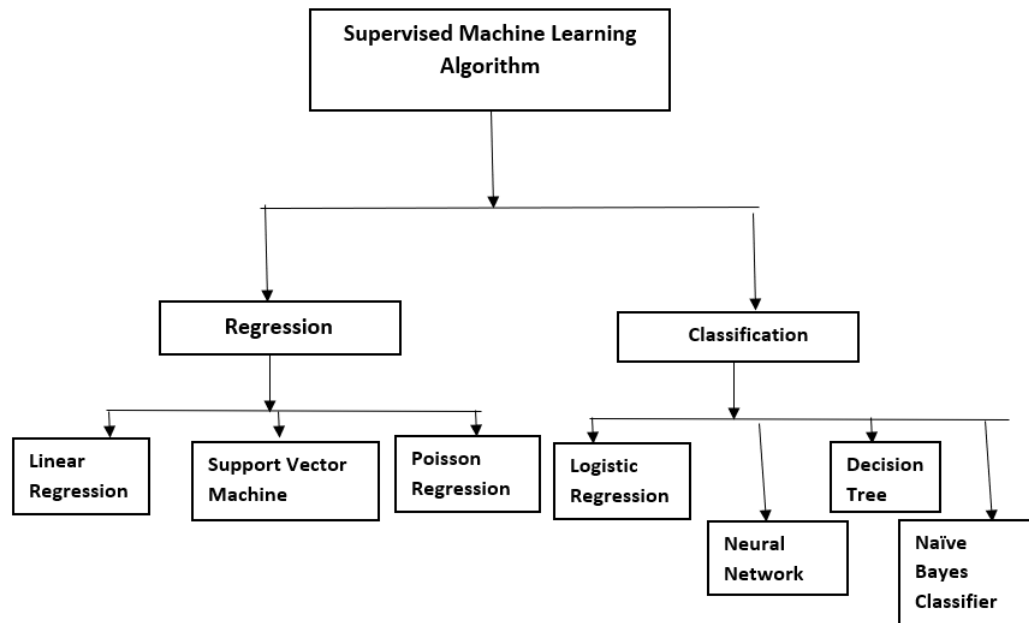 Supervised Machine Learning
Algorithm
Regression
Classification
Linear
Regression
Support Vector
Machine
Poisson
Regression
Logistic
Regression
Decision
Tree
Neural
Network
Naïve
Bayes
Classifier